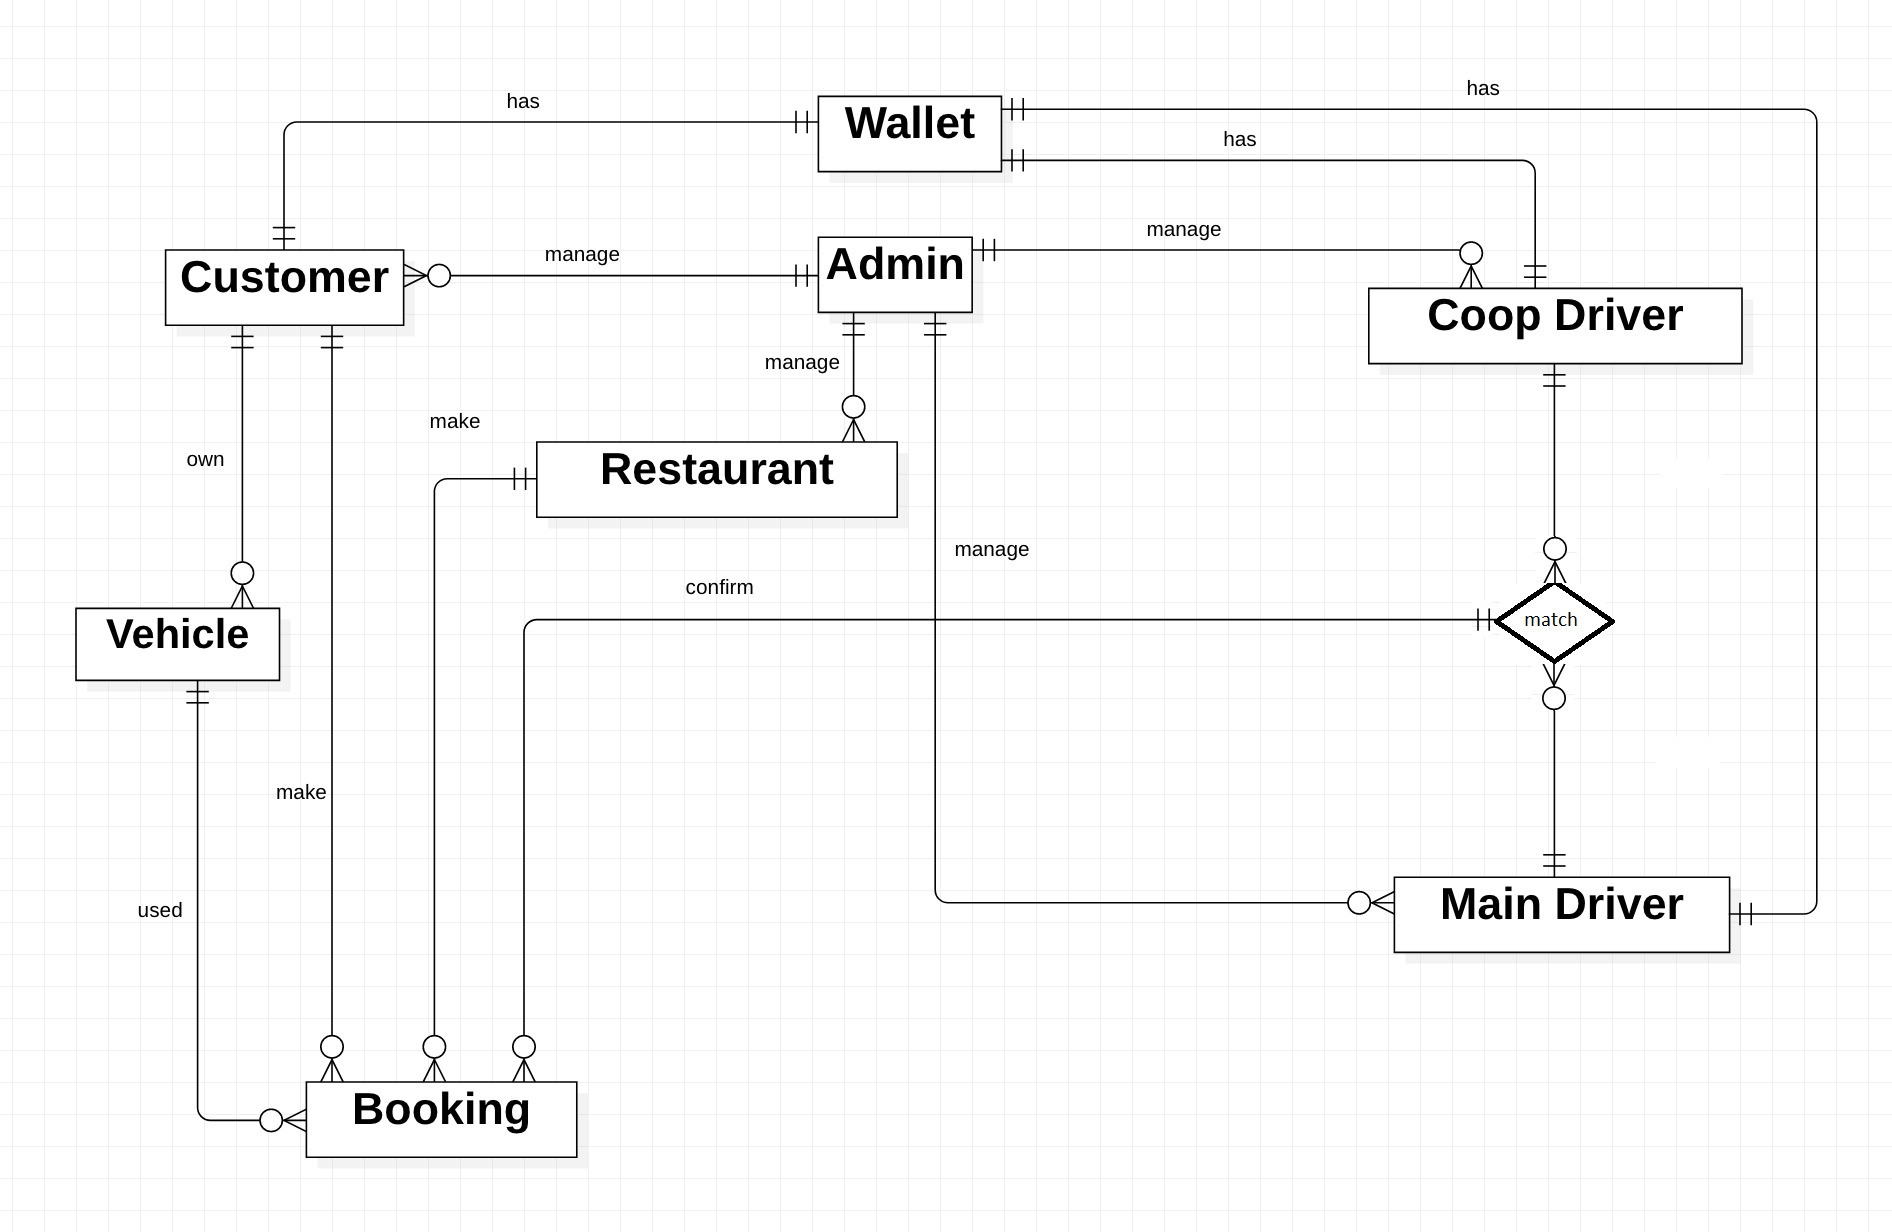 has
has
Wallet
has
manage
manage
Admin
Customer
Coop Driver
manage
make
own
Restaurant
manage
confirm
match
Vehicle
make
used
Main Driver
Booking